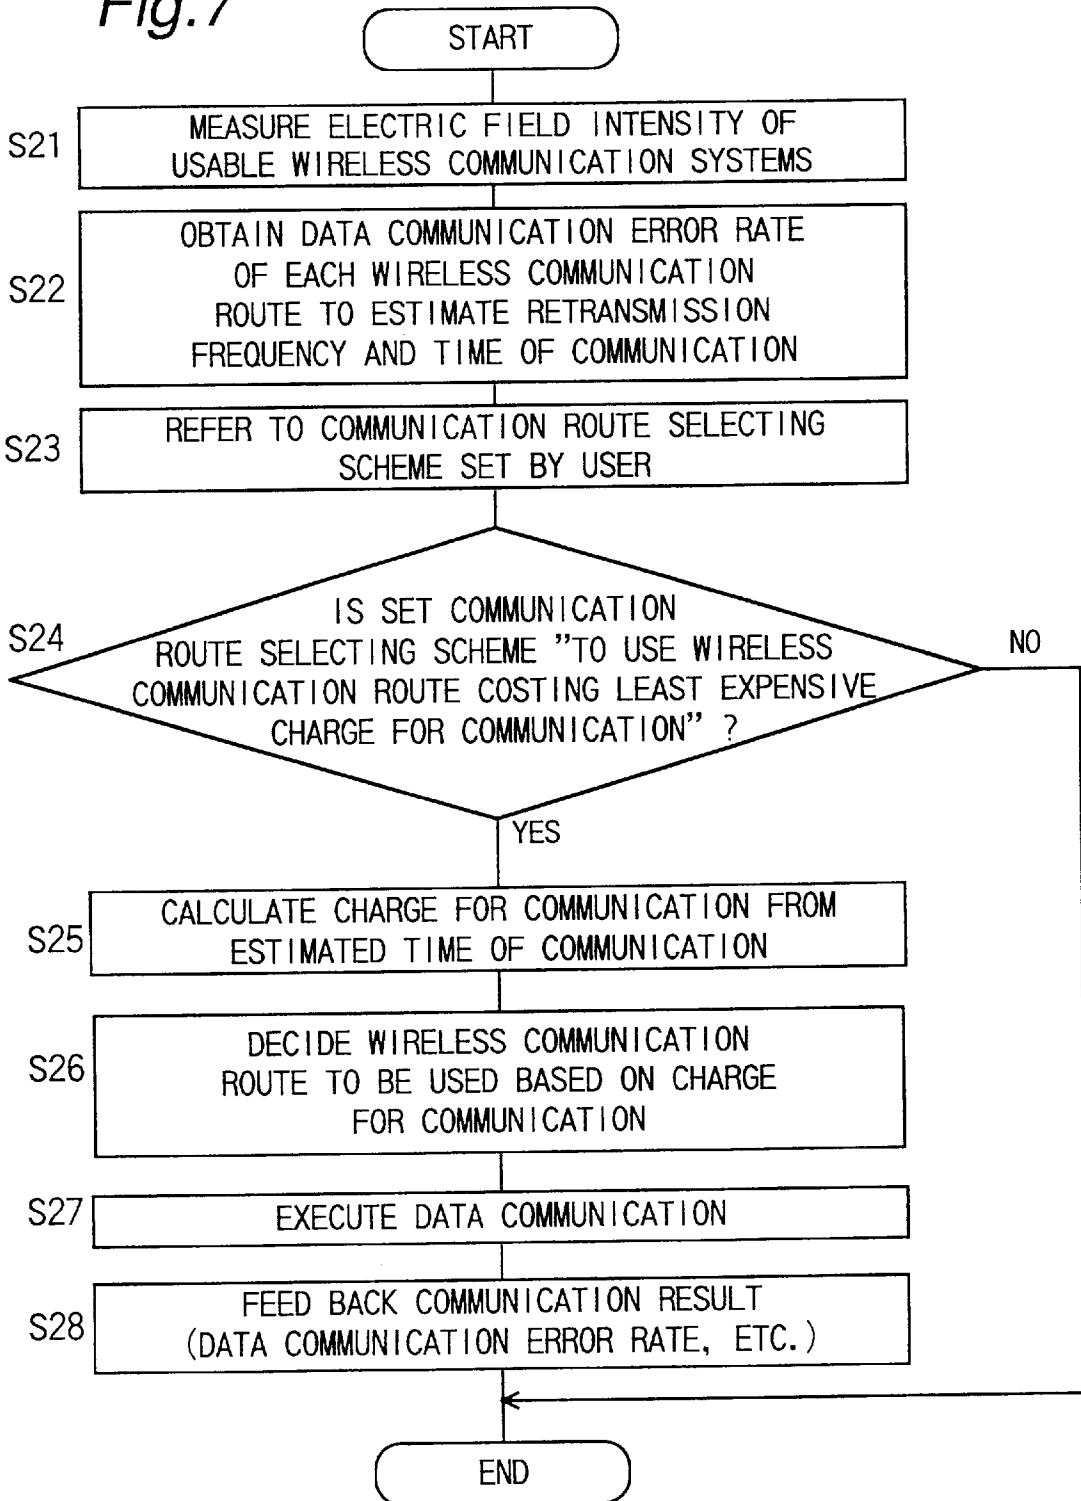 Fig.7
START
S21
MEASURE ELECTRIC FIELD INTENSITY OF
USABLE WIRELESS COMMUNICATION SYSTEMS
S22
OBTAIN DATA COMMUNICATION ERROR RATE
OF EACH WIRELESS COMMUNICATION
ROUTE TO ESTIMATE RETRANSMISSION
FREQUENCY AND TIME OF COMMUNICATION
S23
REFER TO COMMUNICATION ROUTE SELECTING
SCHEME SET BY USER
S24
IS SET COMMUNICATION
ROUTE SELECTING SCHEME "TO USE WIRELESS
COMMUNICATION ROUTE COSTING LEAST EXPENSIVE
CHARGE FOR COMMUNICATION" ?
NO
YES
S25
CALCULATE CHARGE FOR COMMUNICATION FROM
ESTIMATED TIME OF COMMUNICATION
S26
DECIDE WIRELESS COMMUNICATION
ROUTE TO BE USED BASED ON CHARGE
FOR COMMUNICATION
S27
EXECUTE DATA COMMUNICATION
S28
FEED BACK COMMUNICATION RESULT
(DATA COMMUNICATION ERROR RATE, ETC.)
END